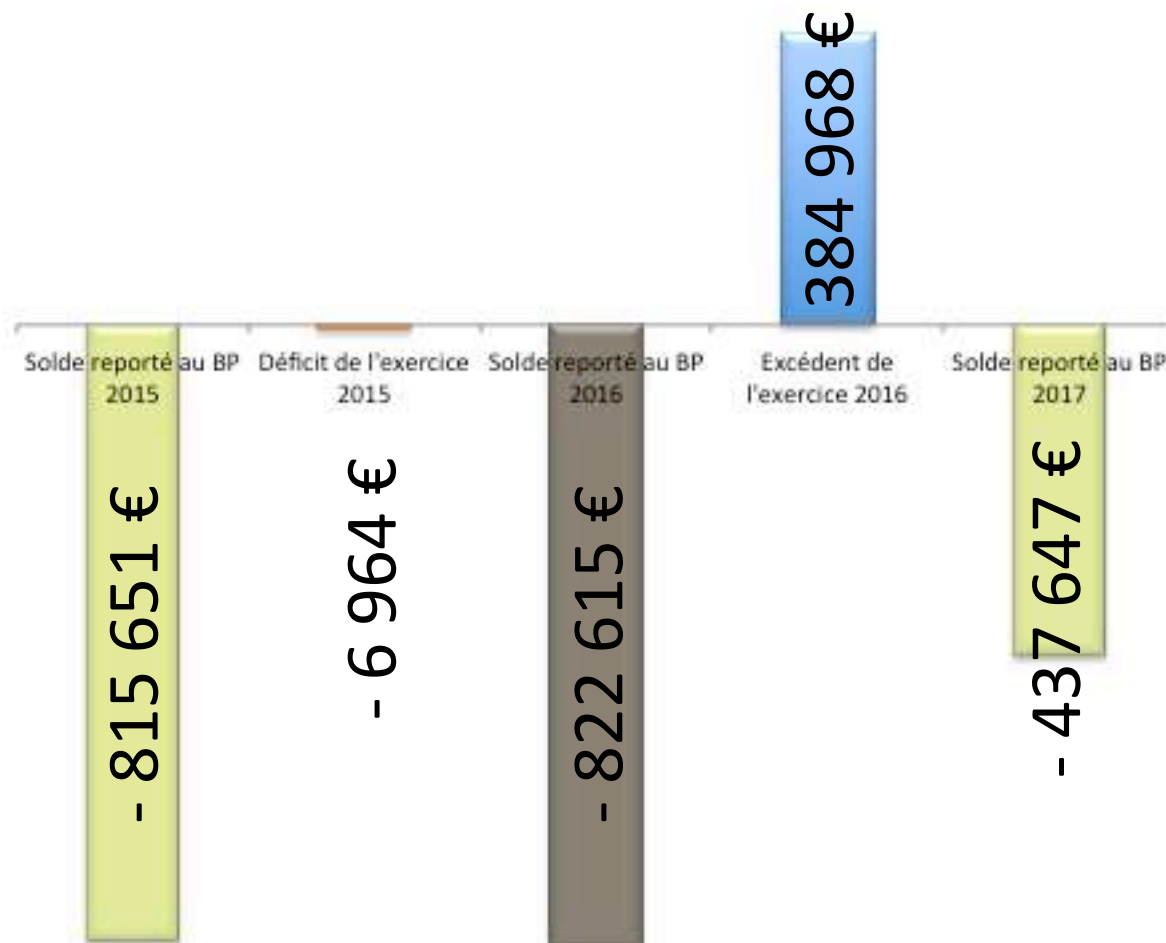 384 968 €
Solde reporté au BP
2015
Déficit de l'exercice
2015
Solde reporté au BP
2016
Excédent de
l'exercice 2016
Solde reporté au BP
2017
- 815 651 €
- 6 964 €
- 822 615 €
- 437 647 €